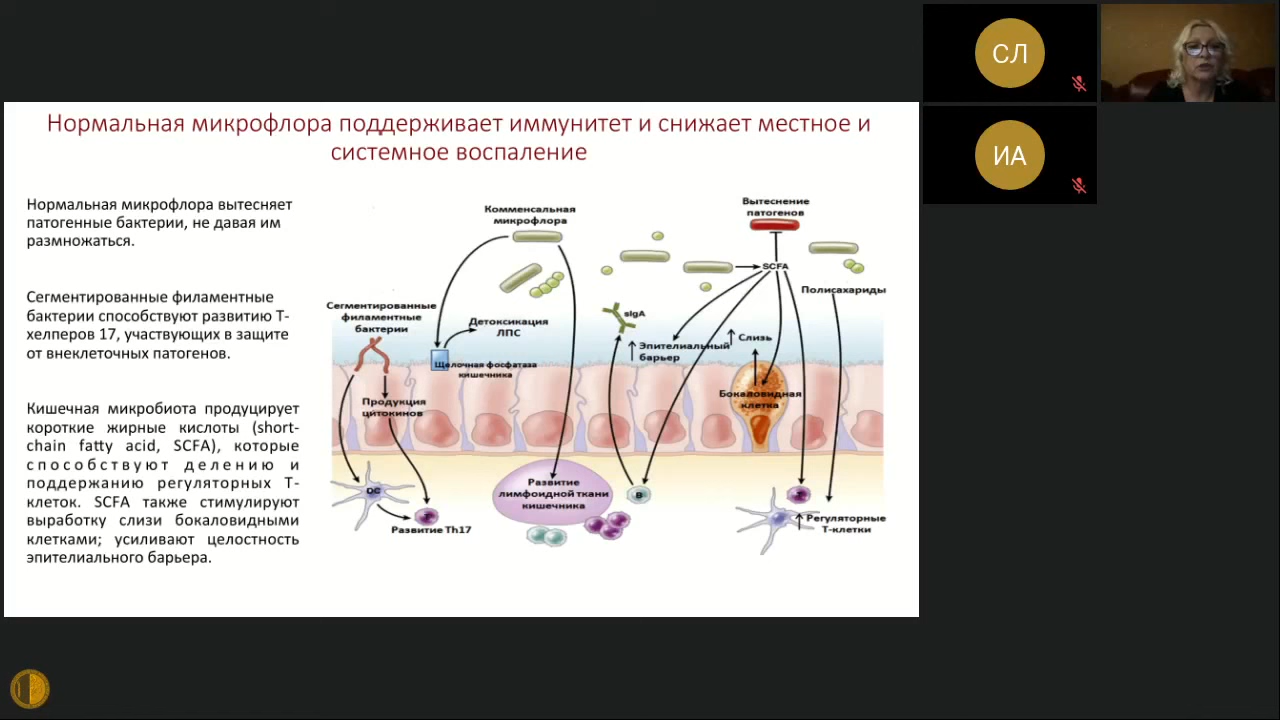 Нормальная микрофлора поддерживает иммунитет и снижает местное и
системное воспаление
Нормальная микрофлора вытесняет
патогенные бактерии, не давая им
размножаться.
Сегментированные филаментные
бактерии способствуют развитию Т-
хелперов 17, участвующих в защите
от внеклеточных патогенов.
Кишечная микробиота продуцирует
короткие жирные кислоты (short-
chain fatty acid, SCFA), которые
способствуют делению и
поддержанию регуляторных Т-
клеток. SCFA также стимулируют
выработку слизи бокаловидными
клетками; усиливают целостность
эпителиального барьера.
Комменсальная
микрофлора
Вытеснение
патогенов
SCFA
Полисахариды
Сегментированные
филаментные
бактерии
Детоксикация
ЛПС
sIgA
Эпителиальный
барьер
Слизь
Щелочная фосфатаза
кишечника
Продукция
цитокинов
Бокаловидная
клетка
DC
Развитие
лимфоидной ткани
кишечника
B
Развитие Th17
Регуляторные
Т-клетки
СЛ
ИА